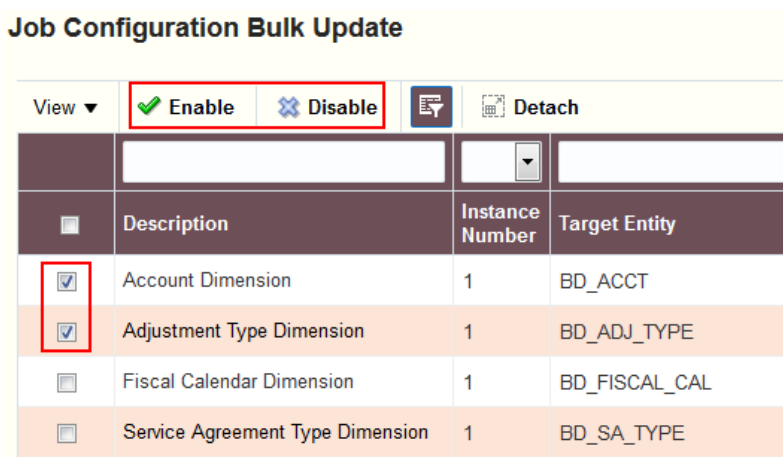 Job Configuration Bulk Update
View Enable Disable Detach
Description Instance Number Target Entity
Account Dimension 1 BD_ACCT
Adjustment Type Dimension 1 BD_ADJ_TYPE
Fiscal Calendar Dimension 1 BD_FISCAL_CAL
Service Agreement Type Dimension 1 BD_SA_TYPE